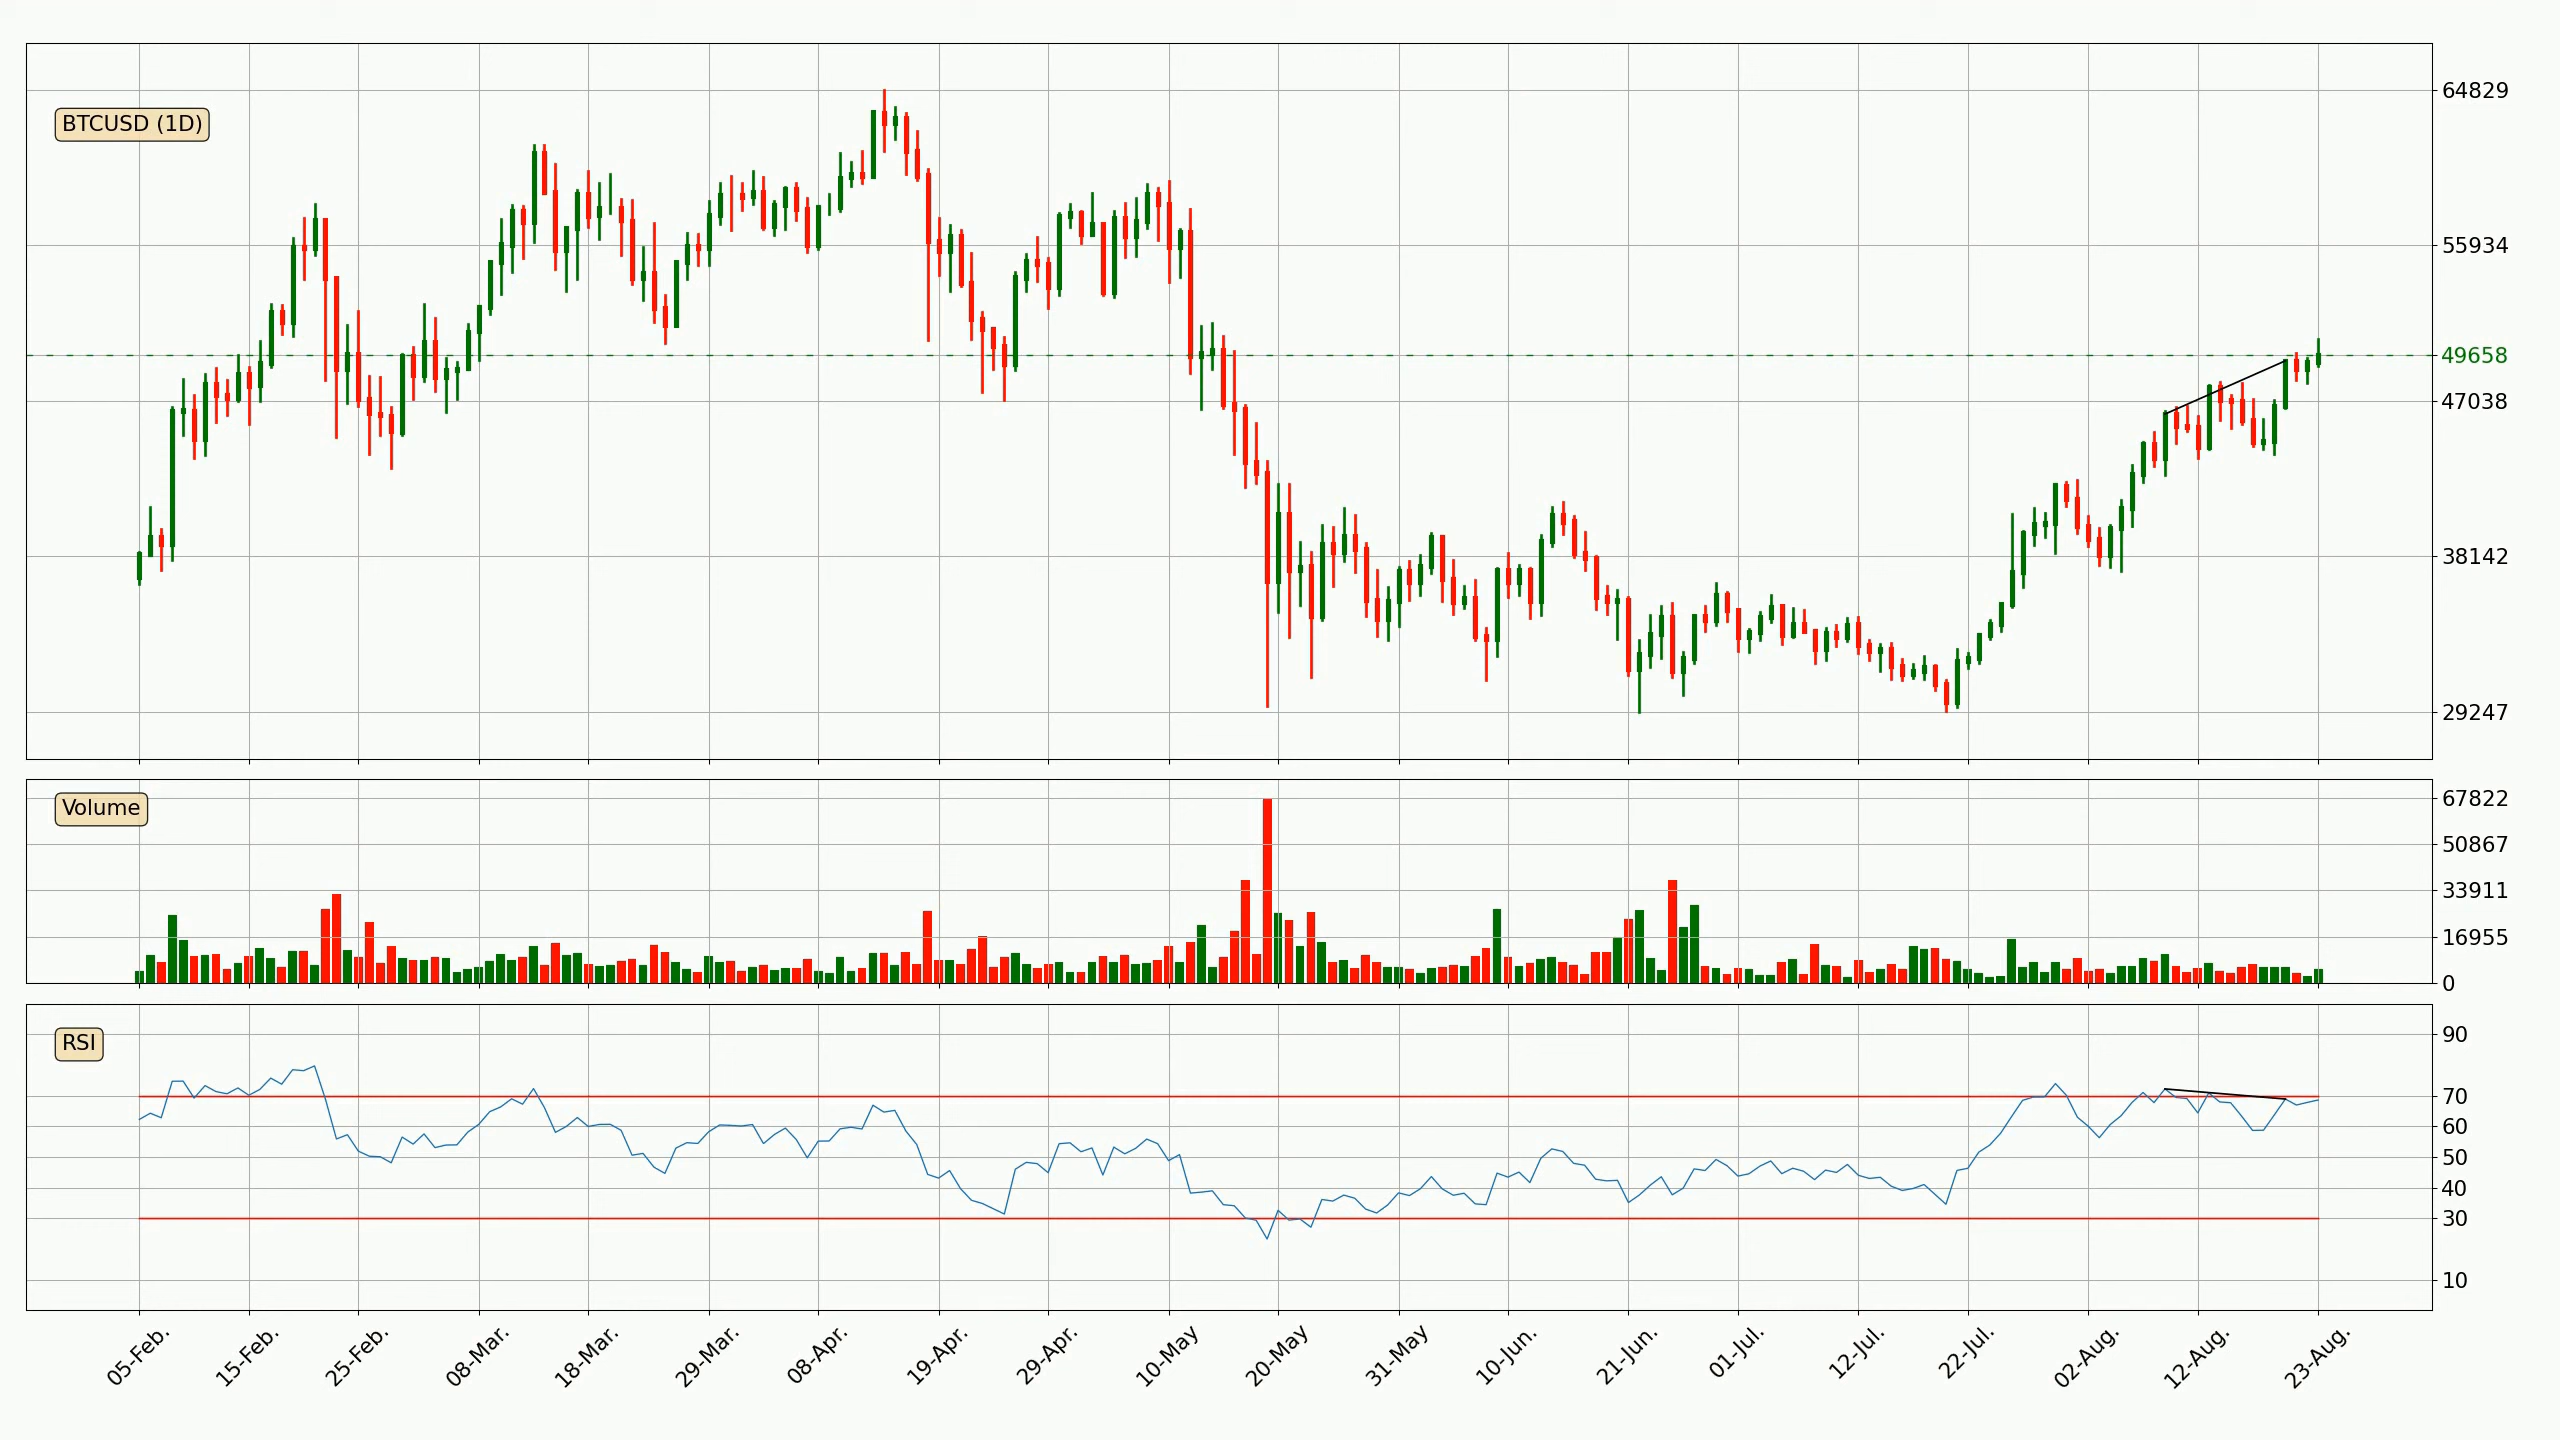 BTCUSD (1D)
64829
55934
49658
47038
38142
29247
Volume
67822
50867
33911
16955
0
RSI
90
70
60
50
40
30
10
05-Feb.
15-Feb.
25-Feb.
08-Mar.
18-Mar.
29-Mar.
08-Apr.
19-Apr.
29-Apr.
10-May
20-May
31-May
10-Jun.
21-Jun.
01-Jul.
12-Jul.
22-Jul.
02-Aug.
12-Aug.
23-Aug.